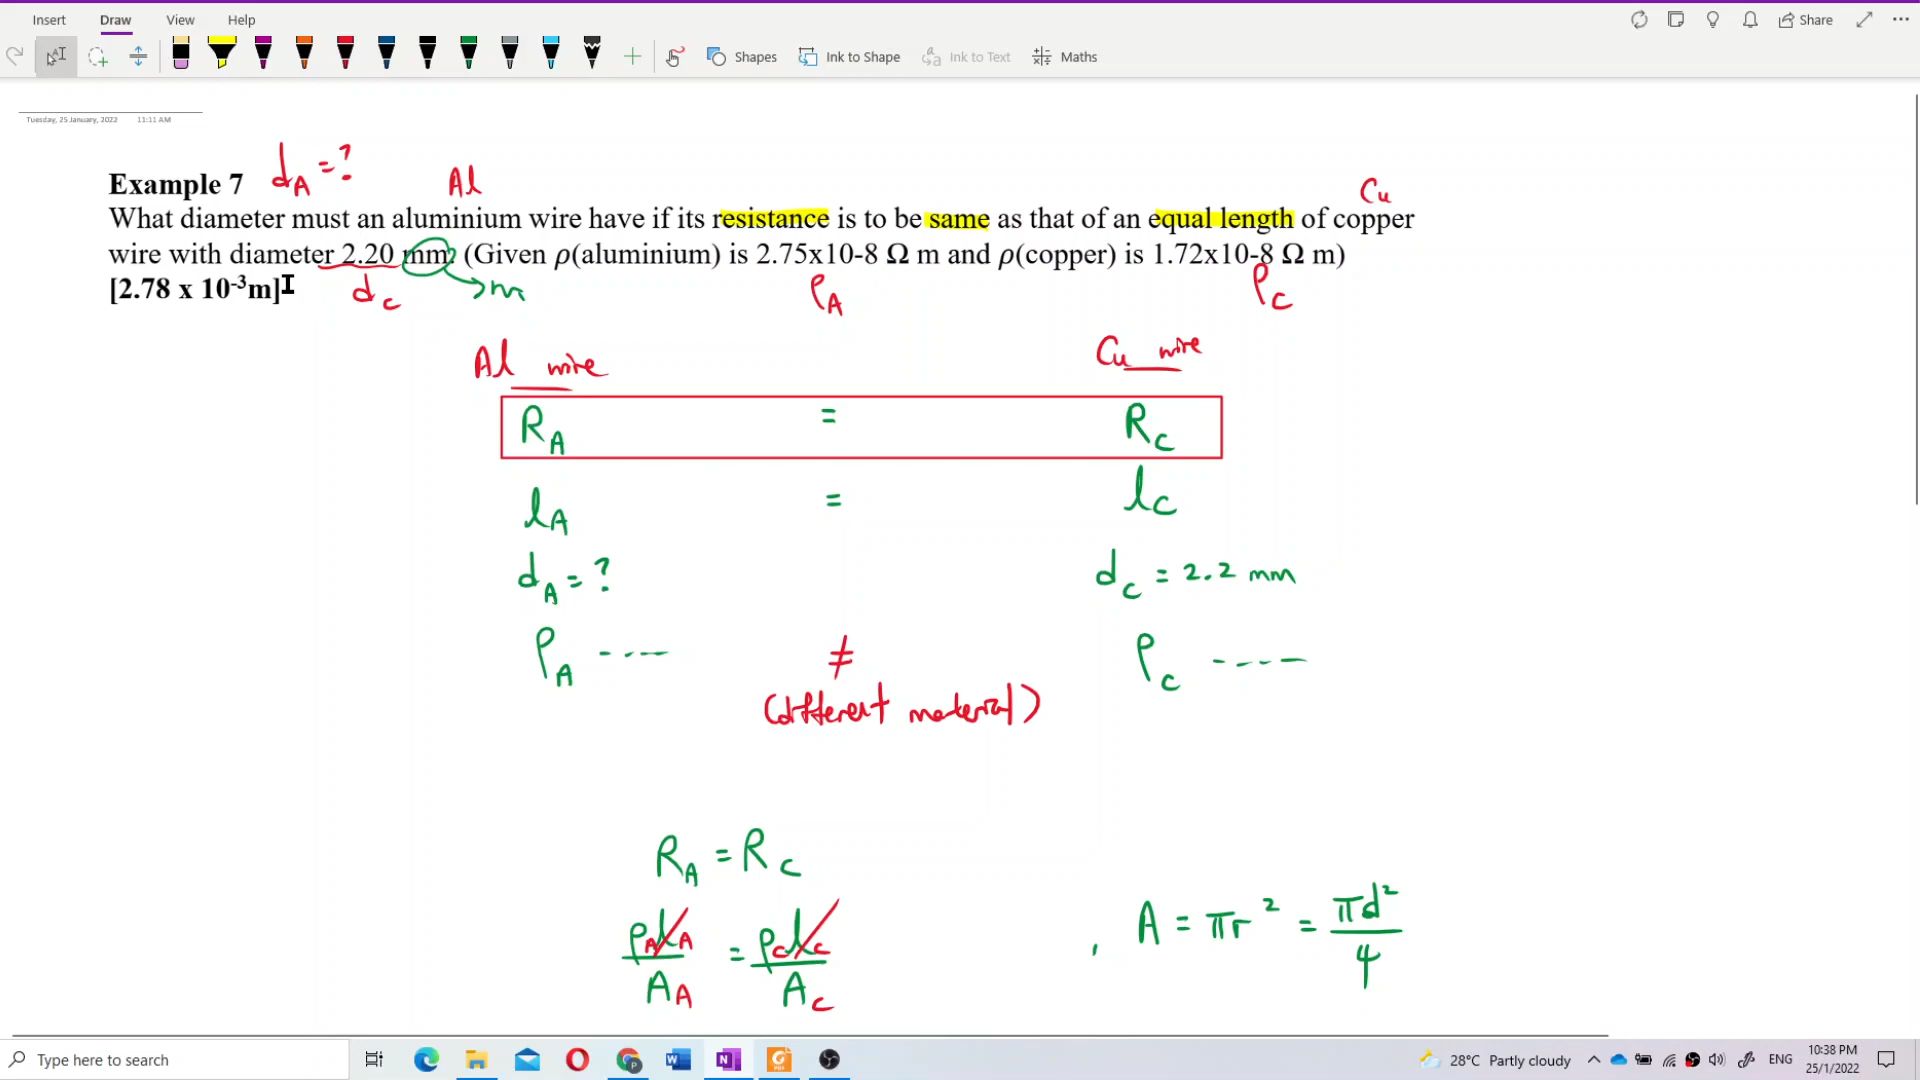 Insert Draw View Help
Share
Shapes Ink to Shape Ink to Text Maths
Tuesday, 25 January, 2022 11:11 AM
Example 7 dA = ? Al Cu
What diameter must an aluminium wire have if its resistance is to be same as that of an equal length of copper
wire with diameter 2.20 mm? (Given ρ(aluminium) is 2.75x10-8 Ω m and ρ(copper) is 1.72x10-8 Ω m)
[2.78 x 10-3m] dc m ρA ρC
Al wire Cu wire
RA = RC
lA = lC
dA = ? dC = 2.2 mm
ρA ---- ≠ ρC ----
(different material)
RA = RC
ρAlA/AA = ρClC/AC , A = πr² = πd²/4
Type here to search
28°C Partly cloudy ENG 10:38 PM
25/1/2022